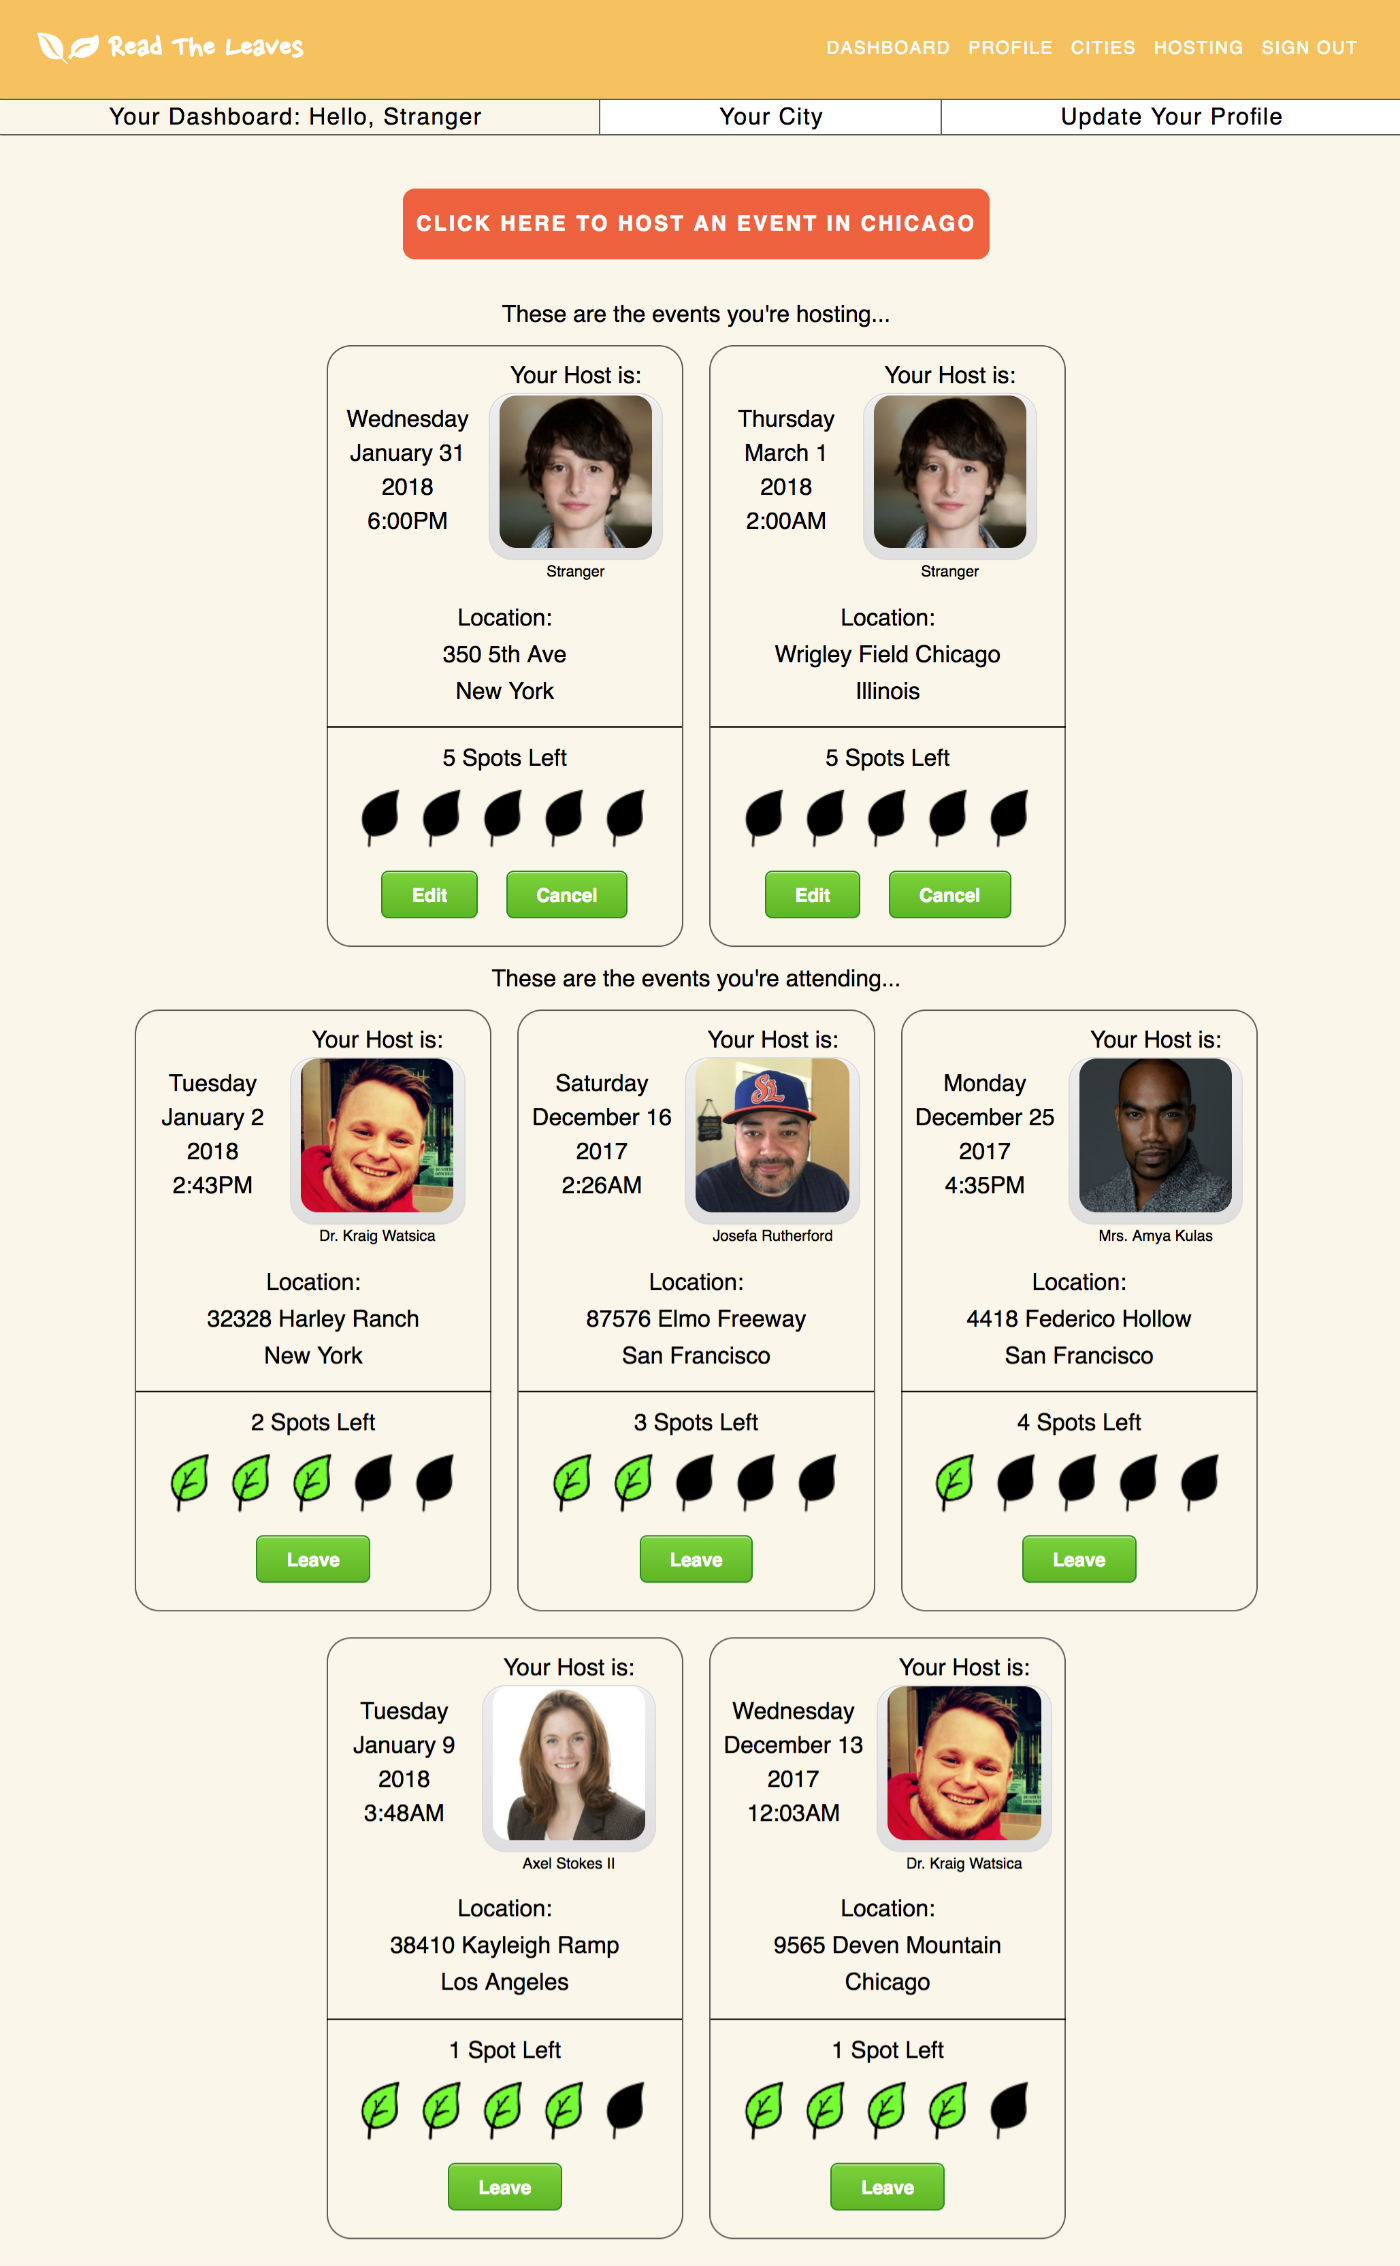 Read The Leaves
DASHBOARD PROFILE CITIES HOSTING SIGN OUT
Your Dashboard: Hello, Stranger
Your City
Update Your Profile
CLICK HERE TO HOST AN EVENT IN CHICAGO
These are the events you're hosting...
Wednesday
January 31
2018
6:00PM
Your Host is:
Stranger
Location:
350 5th Ave
New York
5 Spots Left
Edit
Cancel
Thursday
March 1
2018
2:00AM
Your Host is:
Stranger
Location:
Wrigley Field Chicago
Illinois
5 Spots Left
Edit
Cancel
These are the events you're attending...
Tuesday
January 2
2018
2:43PM
Your Host is:
Dr. Kraig Watsica
Location:
32328 Harley Ranch
New York
2 Spots Left
Leave
Saturday
December 16
2017
2:26AM
Your Host is:
SL
Josefa Rutherford
Location:
87576 Elmo Freeway
San Francisco
3 Spots Left
Leave
Monday
December 25
2017
4:35PM
Your Host is:
Mrs. Amya Kulas
Location:
4418 Federico Hollow
San Francisco
4 Spots Left
Leave
Tuesday
January 9
2018
3:48AM
Your Host is:
Axel Stokes II
Location:
38410 Kayleigh Ramp
Los Angeles
1 Spot Left
Leave
Wednesday
December 13
2017
12:03AM
Your Host is:
Dr. Kraig Watsica
Location:
9565 Deven Mountain
Chicago
1 Spot Left
Leave